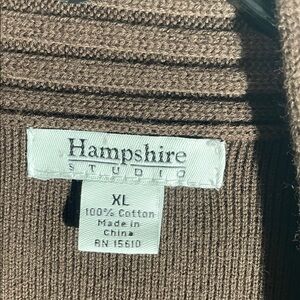 Hampshire
STUDIO
XL
100% Cotton
Made in
China
RN 15610